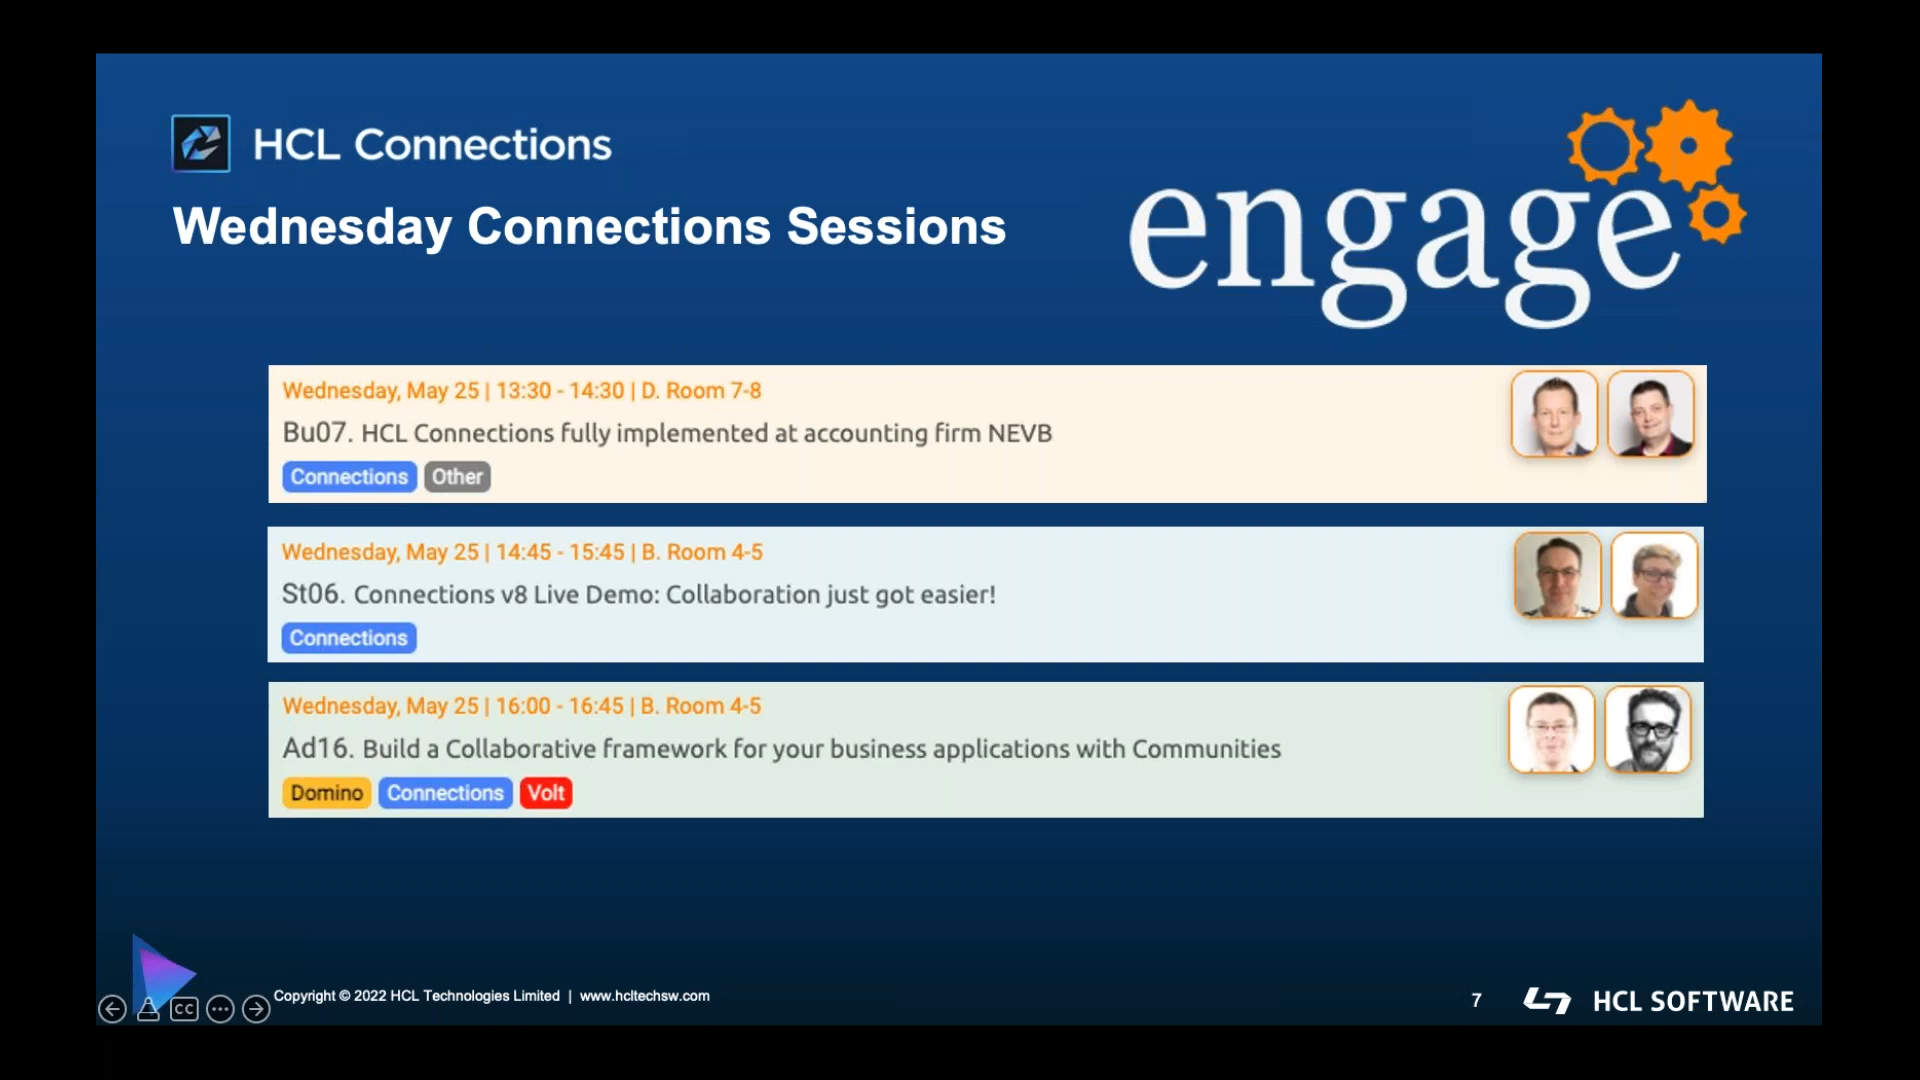 HCL Connections
Wednesday Connections Sessions
engage
Wednesday, May 25 | 13:30 - 14:30 | D. Room 7-8
Bu07. HCL Connections fully implemented at accounting firm NEVB
Connections Other
Wednesday, May 25 | 14:45 - 15:45 | B. Room 4-5
St06. Connections v8 Live Demo: Collaboration just got easier!
Connections
Wednesday, May 25 | 16:00 - 16:45 | B. Room 4-5
Ad16. Build a Collaborative framework for your business applications with Communities
Domino Connections Volt
CC
Copyright © 2022 HCL Technologies Limited | www.hcltechsw.com
7
HCL SOFTWARE